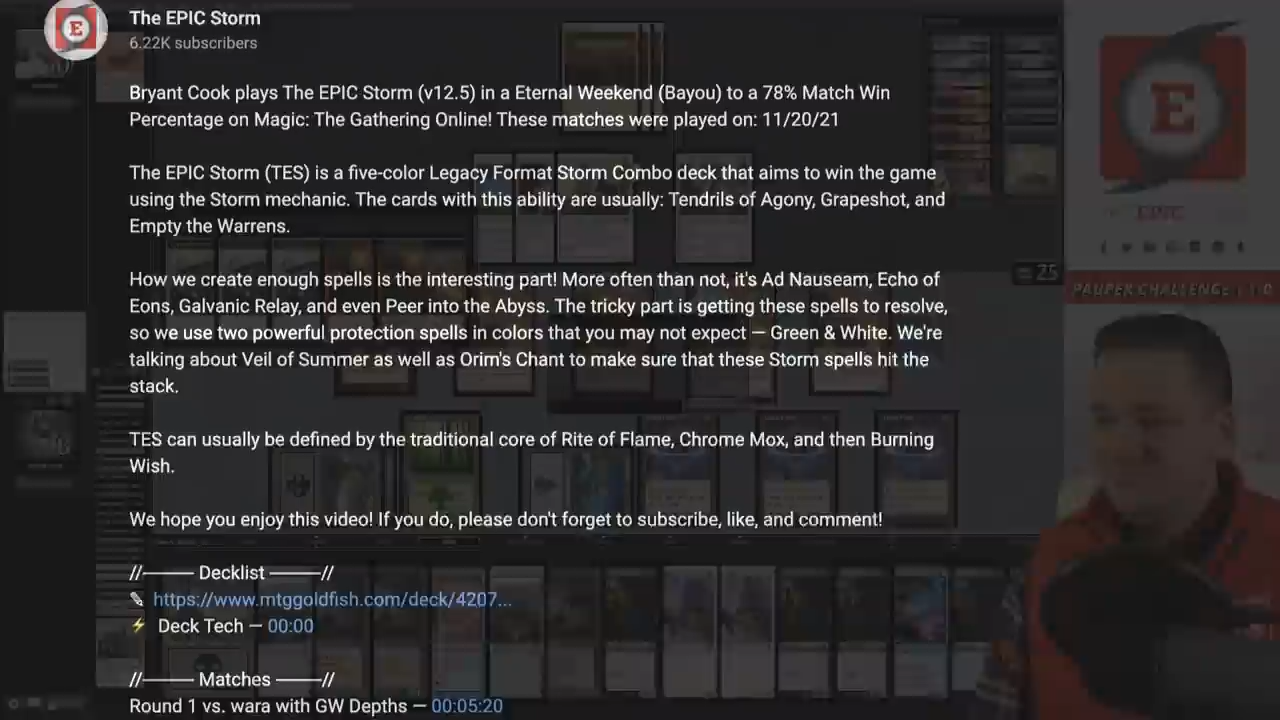 The EPIC Storm
6.22K subscribers
Bryant Cook plays The EPIC Storm (v12.5) in a Eternal Weekend (Bayou) to a 78% Match Win
Percentage on Magic: The Gathering Online! These matches were played on: 11/20/21
The EPIC Storm (TES) is a five-color Legacy Format Storm Combo deck that aims to win the game
using the Storm mechanic. The cards with this ability are usually: Tendrils of Agony, Grapeshot, and
Empty the Warrens.
How we create enough spells is the interesting part! More often than not, it's Ad Nauseam, Echo of
Eons, Galvanic Relay, and even Peer into the Abyss. The tricky part is getting these spells to resolve,
so we use two powerful protection spells in colors that you may not expect — Green & White. We're
talking about Veil of Summer as well as Orim's Chant to make sure that these Storm spells hit the
stack.
TES can usually be defined by the traditional core of Rite of Flame, Chrome Mox, and then Burning
Wish.
We hope you enjoy this video! If you do, please don't forget to subscribe, like, and comment!
//——— Decklist ———//
✎ https://www.mtggoldfish.com/deck/4207...
⚡ Deck Tech — 00:00
//——— Matches ———//
Round 1 vs. wara with GW Depths — 00:05:20
E
EPIC
25
PAUPER CHALLENGE